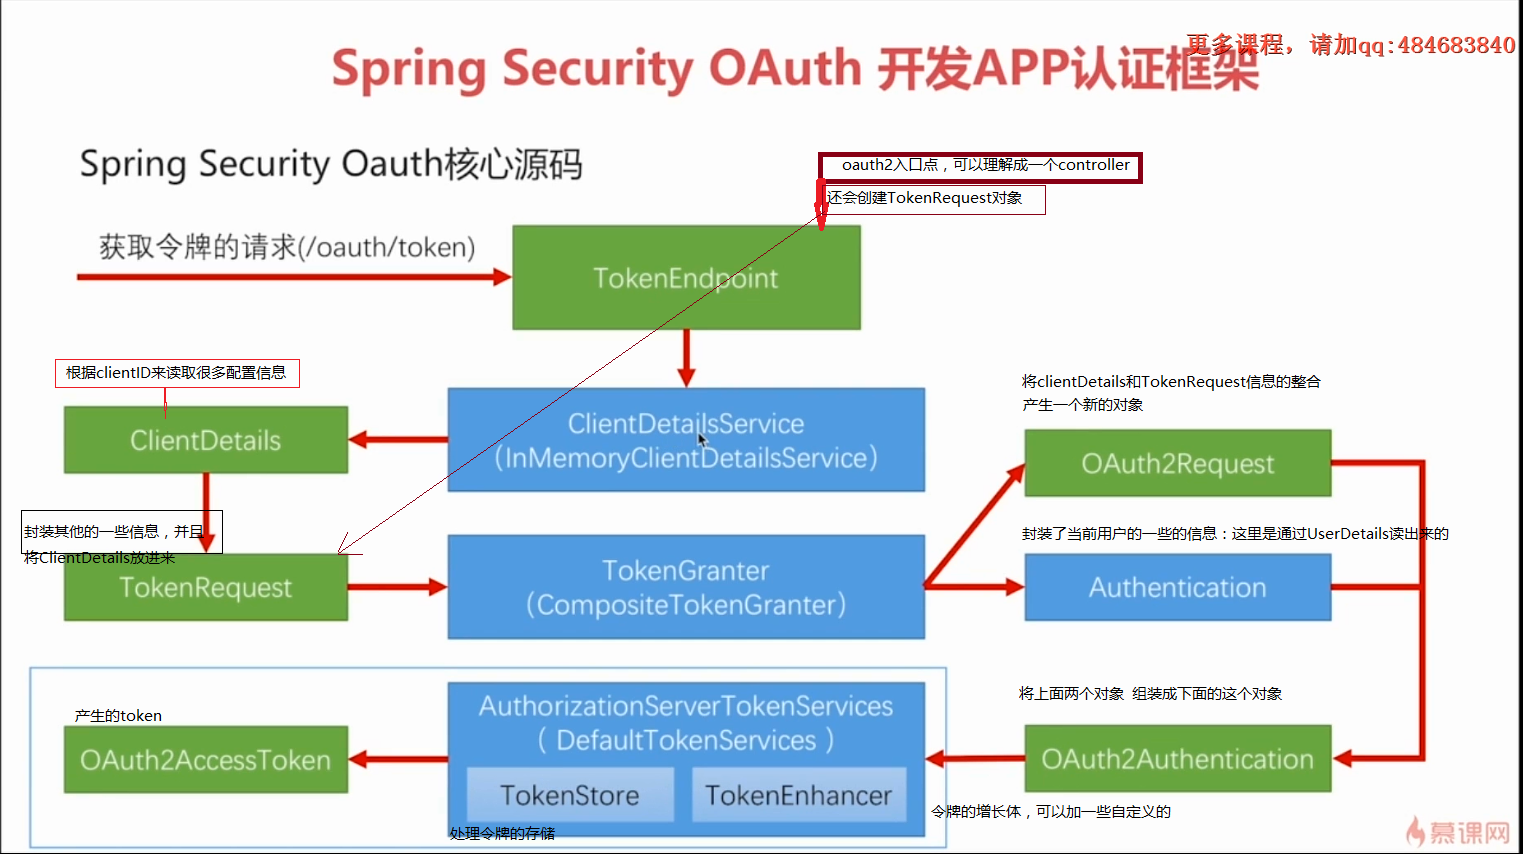 更多课程，请加qq:484683840
Spring Security OAuth 开发APP认证框架
Spring Security Oauth核心源码
oauth2入口点，可以理解成一个controller
还会创建TokenRequest对象
获取令牌的请求(/oauth/token)
TokenEndpoint
根据clientID来读取很多配置信息
ClientDetails
ClientDetailsService
（InMemoryClientDetailsService）
将clientDetails和TokenRequest信息的整合
产生一个新的对象
OAuth2Request
封装其他的一些信息，并且
将ClientDetails放进来
TokenRequest
TokenGranter
（CompositeTokenGranter）
封装了当前用户的一些的信息：这里是通过UserDetails读出来的
Authentication
将上面两个对象 组装成下面的这个对象
OAuth2Authentication
产生的token
OAuth2AccessToken
AuthorizationServerTokenServices
（ DefaultTokenServices ）
TokenStore
TokenEnhancer
处理令牌的存储
令牌的增长体，可以加一些自定义的
慕课网